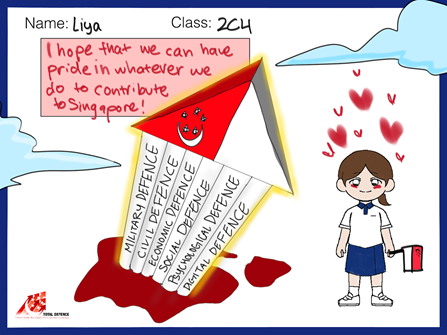 Name: Liya Class: 2C4
I hope that we can have
pride in whatever we
do to contribute
to Singapore!
MILITARY DEFENCE
CIVIL DEFENCE
ECONOMIC DEFENCE
SOCIAL DEFENCE
PSYCHOLOGICAL DEFENCE
DIGITAL DEFENCE
TOTAL DEFENCE